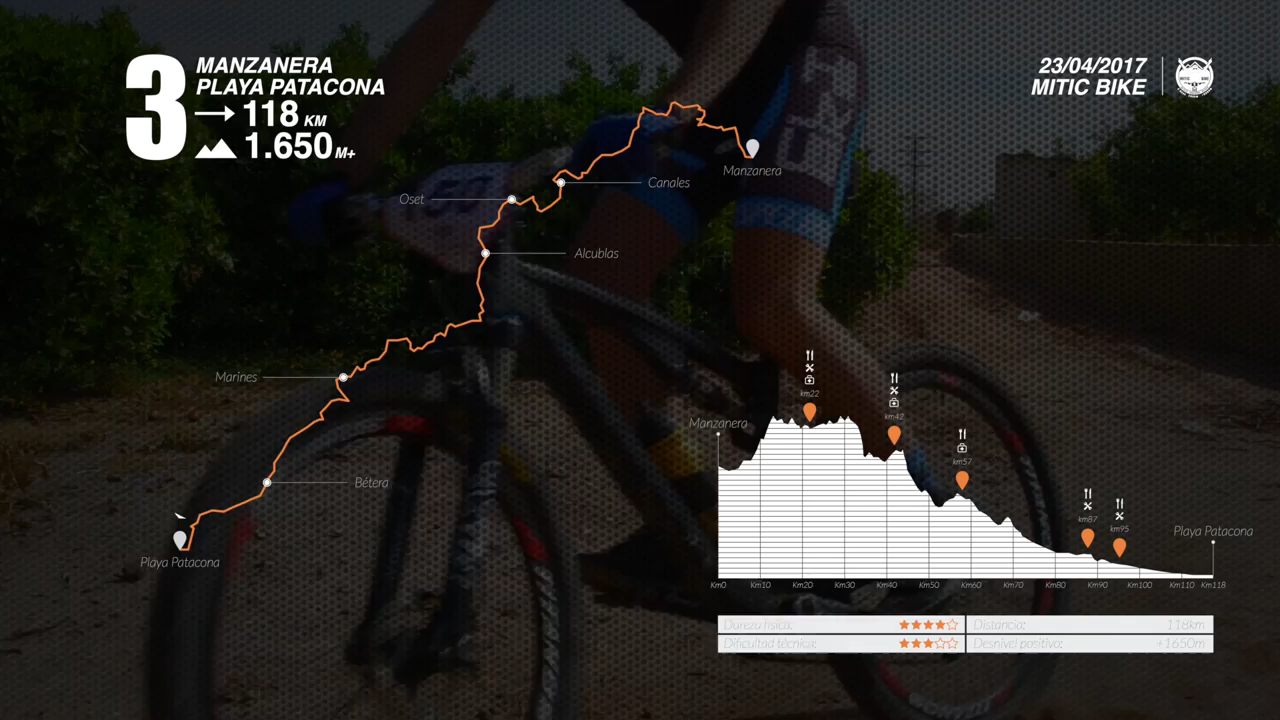 3
MANZANERA
PLAYA PATACONA
118 KM
1.650 M+
23/04/2017
MITIC BIKE
MITIC BIKE
Manzanera
Canales
Oset
Alcublas
Marines
Bétera
Playa Patacona
Manzanera
km22
km42
km57
km87
km95
Playa Patacona
Km0 Km10 Km20 Km30 Km40 Km50 Km60 Km70 Km80 Km90 Km100 Km110 Km118
Dureza física: Distancia: 118km
Dificultad técnica: Desnivel positivo: +1650m